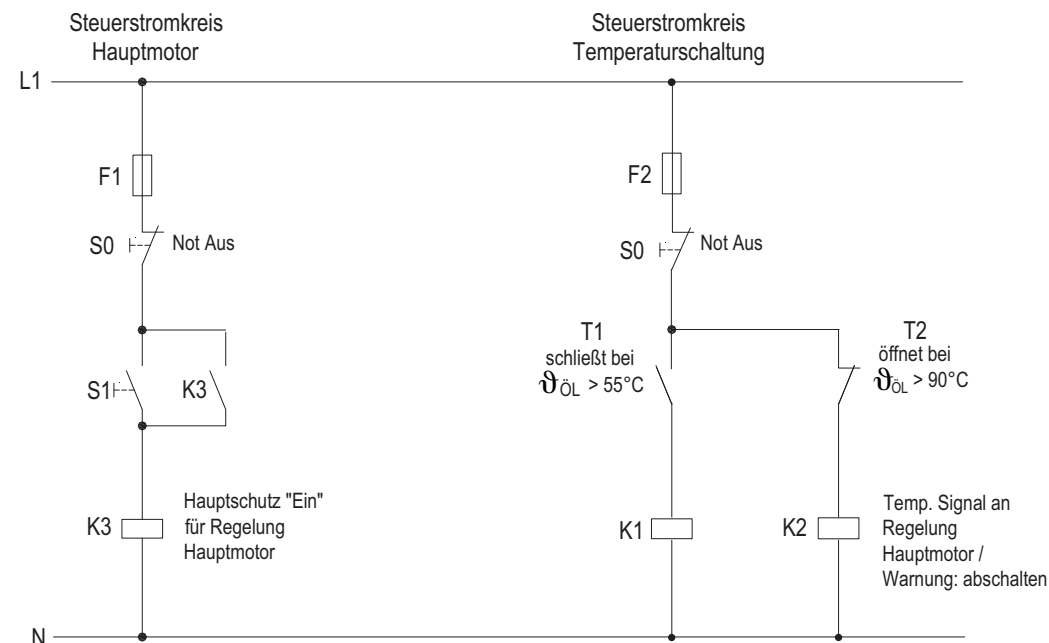 Steuerstromkreis
Hauptmotor
Steuerstromkreis
Temperaturschaltung
L1
F1
F2
S0
Not Aus
S0
Not Aus
T1
schließt bei
ϑÖL > 55°C
T2
öffnet bei
ϑÖL > 90°C
S1
K3
K3
Hauptschutz "Ein"
für Regelung
Hauptmotor
K1
K2
Temp. Signal an
Regelung
Hauptmotor /
Warnung: abschalten
N